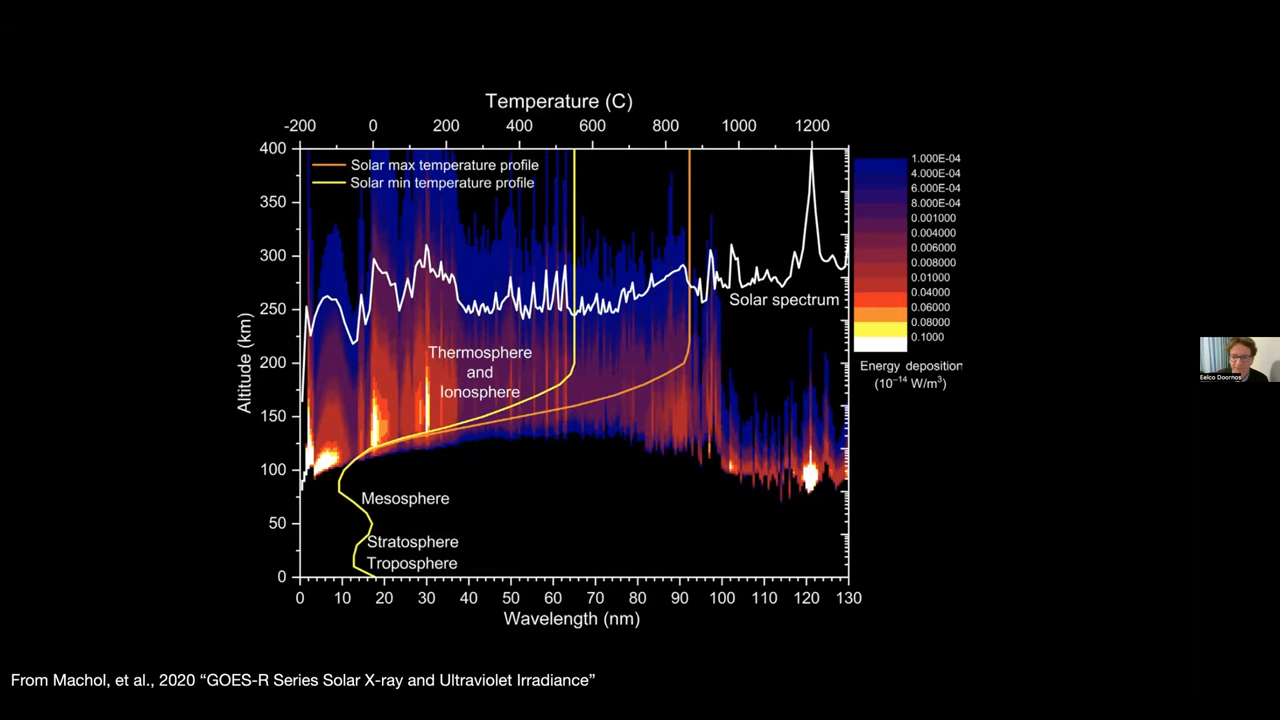 Temperature (C)
-200 0 200 400 600 800 1000 1200
400
350
300
250
200
150
100
50
0
Altitude (km)
Solar max temperature profile
Solar min temperature profile
Solar spectrum
Thermosphere
and
Ionosphere
Mesosphere
Stratosphere
Troposphere
0 10 20 30 40 50 60 70 80 90 100 110 120 130
Wavelength (nm)
1.000E-04
4.000E-04
6.000E-04
8.000E-04
0.001000
0.004000
0.006000
0.008000
0.01000
0.04000
0.06000
0.08000
0.1000
Energy deposition
(10⁻¹⁴ W/m³)
Eelco Doornbos
From Machol, et al., 2020 “GOES-R Series Solar X-ray and Ultraviolet Irradiance”